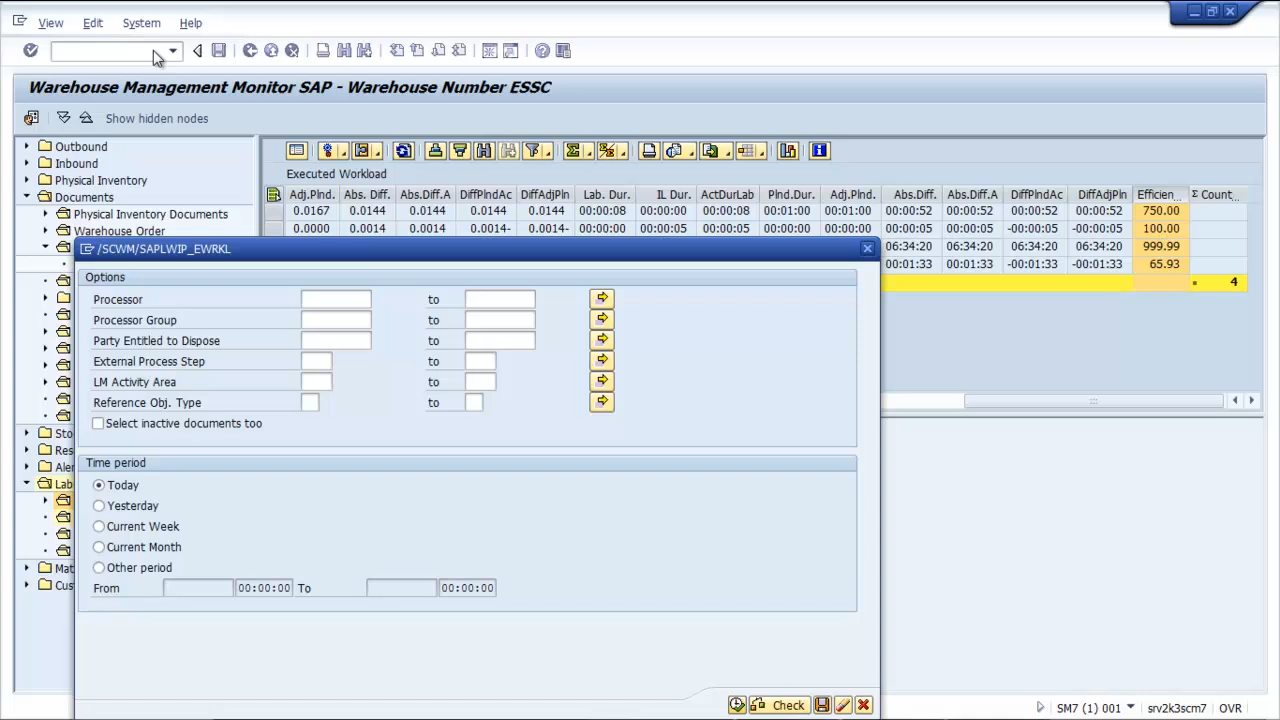 View Edit System Help
Warehouse Management Monitor SAP - Warehouse Number ESSC
Show hidden nodes
Outbound
Inbound
Physical Inventory
Documents
Physical Inventory Documents
Warehouse Order
Sto
Res
Aler
Lab
Mat
Cus
Executed Workload
Adj.Plnd. Abs. Diff. Abs.Diff.A DiffPlndAc DiffAdjPln Lab. Dur. IL Dur. ActDurLab Plnd.Dur. Adj.Plnd. Abs.Diff. Abs.Diff.A DiffPlndAc DiffAdjPln Efficien... Σ Count...
0.0167 0.0144 0.0144 0.0144 0.0144 00:00:08 00:00:00 00:00:08 00:01:00 00:01:00 00:00:52 00:00:52 00:00:52 00:00:52 750.00
0.0000 0.0014 0.0014 0.0014- 0.0014- 00:00:05 00:00:00 00:00:05 00:00:00 00:00:00 00:00:05 00:00:05 -00:00:05 -00:00:05 100.00
06:34:20 06:34:20 06:34:20 06:34:20 999.99
00:01:33 00:01:33 -00:01:33 -00:01:33 65.93
4
/SCWM/SAPLWIP_EWRKL
Options
Processor to
Processor Group to
Party Entitled to Dispose to
External Process Step to
LM Activity Area to
Reference Obj. Type to
Select inactive documents too
Time period
Today
Yesterday
Current Week
Current Month
Other period
From 00:00:00 To 00:00:00
Check
SM7 (1) 001 srv2k3scm7 OVR